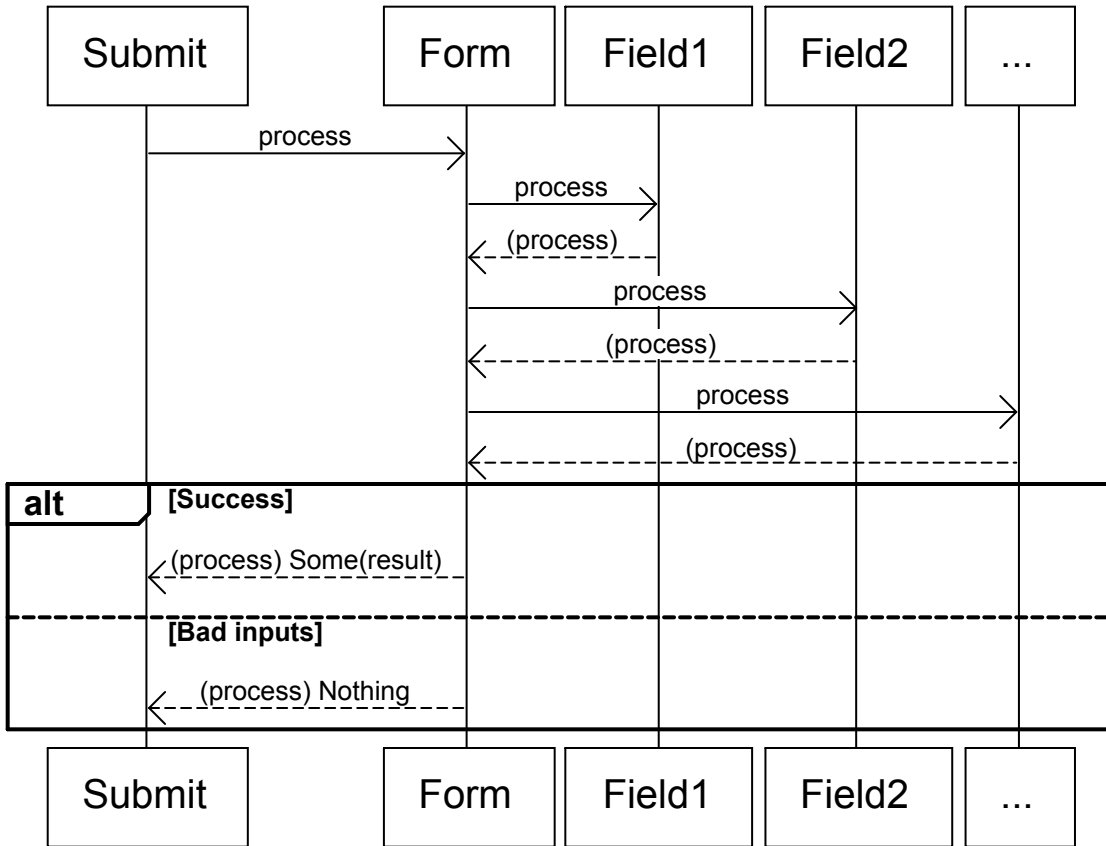 Submit Form Field1 Field2 ...
process
process
(process)
process
(process)
process
(process)
alt [Success]
(process) Some(result)
[Bad inputs]
(process) Nothing
Submit Form Field1 Field2 ...